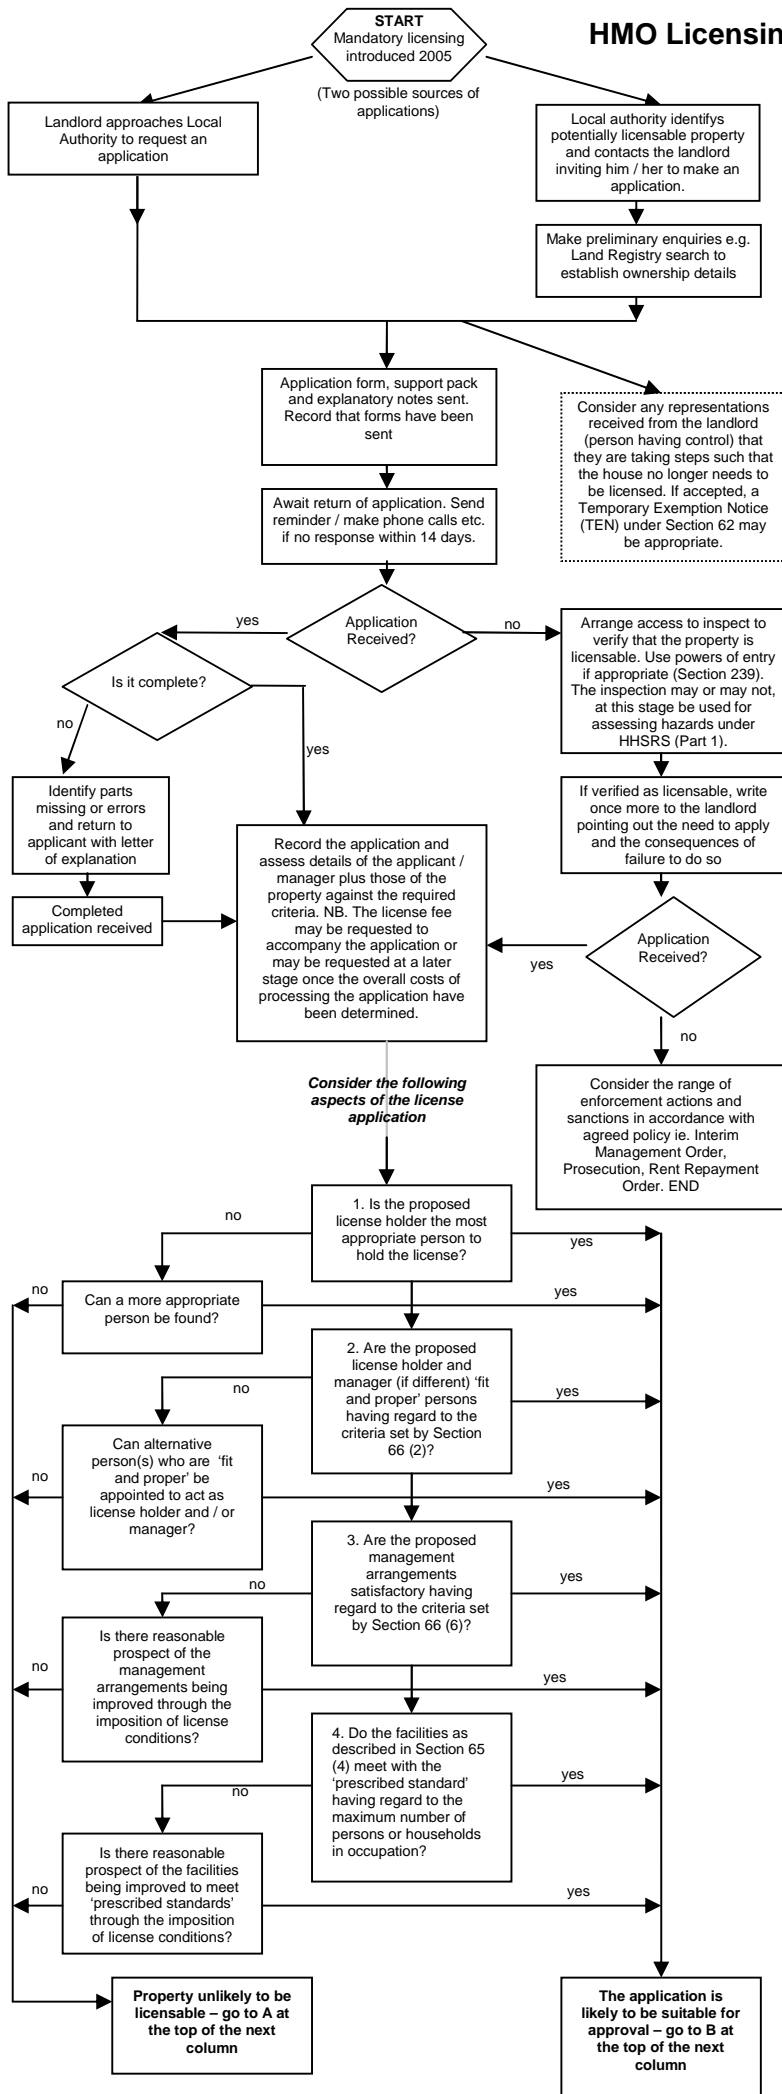 START
Mandatory licensing
introduced 2005
HMO Licensin
(Two possible sources of
applications)
Landlord approaches Local
Authority to request an
application
Local authority identifys
potentially licensable property
and contacts the landlord
inviting him / her to make an
application.
Make preliminary enquiries e.g.
Land Registry search to
establish ownership details
Application form, support pack
and explanatory notes sent.
Record that forms have been
sent
Consider any representations
received from the landlord
(person having control) that
they are taking steps such that
the house no longer needs to
be licensed. If accepted, a
Temporary Exemption Notice
(TEN) under Section 62 may
be appropriate.
Await return of application. Send
reminder / make phone calls etc.
if no response within 14 days.
Application
Received?
yes
no
Arrange access to inspect to
verify that the property is
licensable. Use powers of entry
if appropriate (Section 239).
The inspection may or may not,
at this stage be used for
assessing hazards under
HHSRS (Part 1).
Is it complete?
no
yes
Identify parts
missing or errors
and return to
applicant with letter
of explanation
If verified as licensable, write
once more to the landlord
pointing out the need to apply
and the consequences of
failure to do so
Record the application and
assess details of the applicant /
manager plus those of the
property against the required
criteria. NB. The license fee
may be requested to
accompany the application or
may be requested at a later
stage once the overall costs of
processing the application have
been determined.
Completed
application received
Application
Received?
yes
no
Consider the following
aspects of the license
application
Consider the range of
enforcement actions and
sanctions in accordance with
agreed policy ie. Interim
Management Order,
Prosecution, Rent Repayment
Order. END
1. Is the proposed
license holder the most
appropriate person to
hold the license?
no
yes
Can a more appropriate
person be found?
no
yes
2. Are the proposed
license holder and
manager (if different) ‘fit
and proper’ persons
having regard to the
criteria set by Section
66 (2)?
no
yes
Can alternative
person(s) who are ‘fit
and proper’ be
appointed to act as
license holder and / or
manager?
no
yes
3. Are the proposed
management
arrangements
satisfactory having
regard to the criteria set
by Section 66 (6)?
no
yes
Is there reasonable
prospect of the
management
arrangements being
improved through the
imposition of license
conditions?
no
yes
4. Do the facilities as
described in Section 65
(4) meet with the
‘prescribed standard’
having regard to the
maximum number of
persons or households
in occupation?
no
yes
Is there reasonable
prospect of the facilities
being improved to meet
‘prescribed standards’
through the imposition
of license conditions?
no
yes
Property unlikely to be
licensable – go to A at
the top of the next
column
The application is
likely to be suitable for
approval – go to B at
the top of the next
column